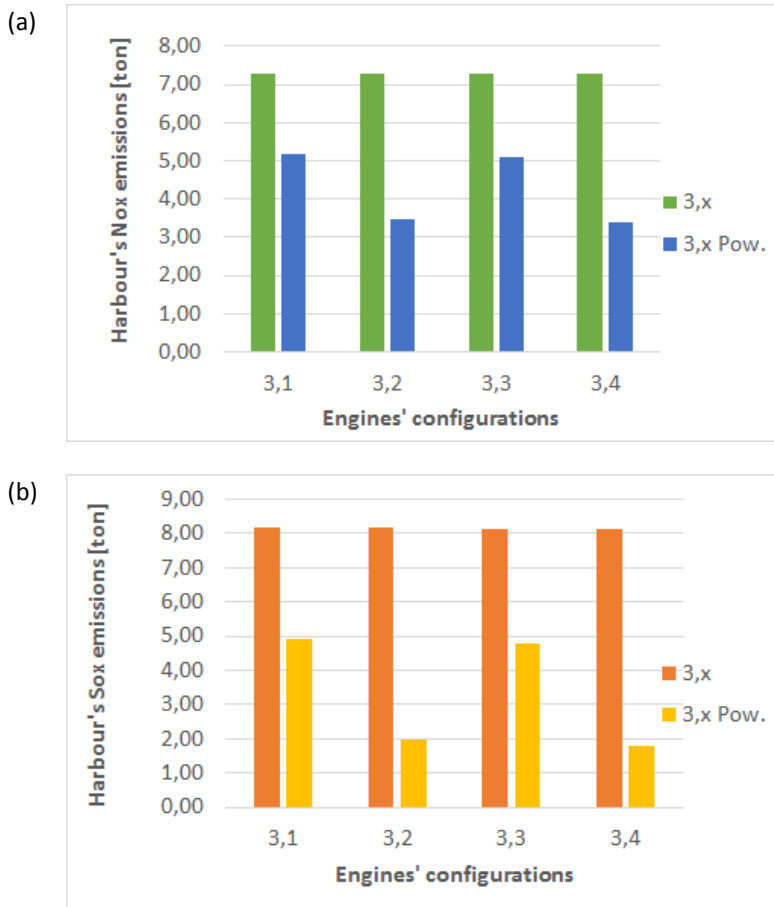 (a)
Harbour's Nox emissions [ton]
8,00
7,00
6,00
5,00
4,00
3,00
2,00
1,00
0,00
3,1 3,2 3,3 3,4
Engines' configurations
3,x
3,x Pow.
(b)
Harbour's Sox emissions [ton]
9,00
8,00
7,00
6,00
5,00
4,00
3,00
2,00
1,00
0,00
3,1 3,2 3,3 3,4
Engines' configurations
3,x
3,x Pow.